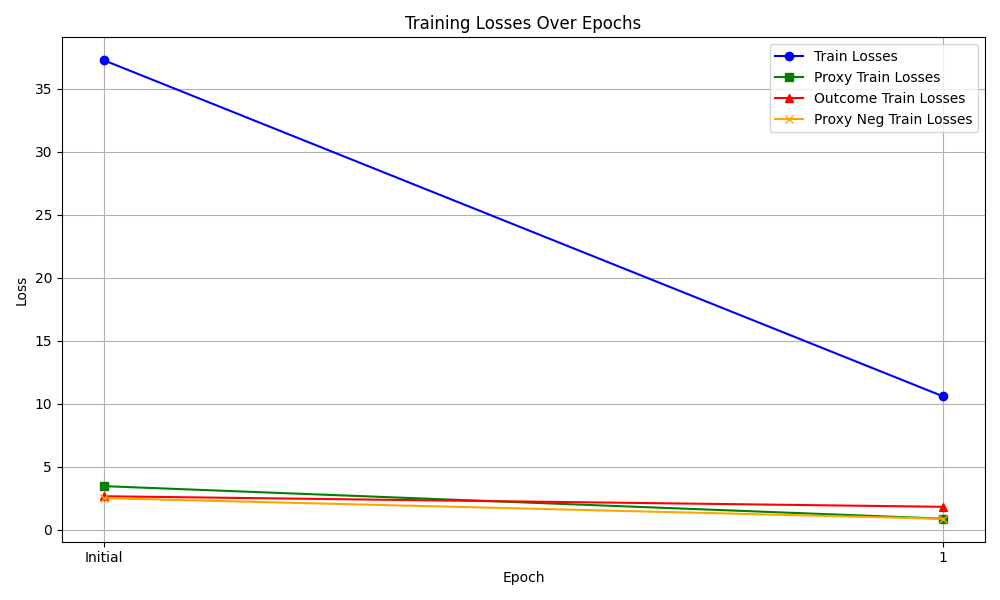 Training Losses Over Epochs
Train Losses
Proxy Train Losses
Outcome Train Losses
Proxy Neg Train Losses
Loss
35
30
25
20
15
10
5
0
Initial
1
Epoch